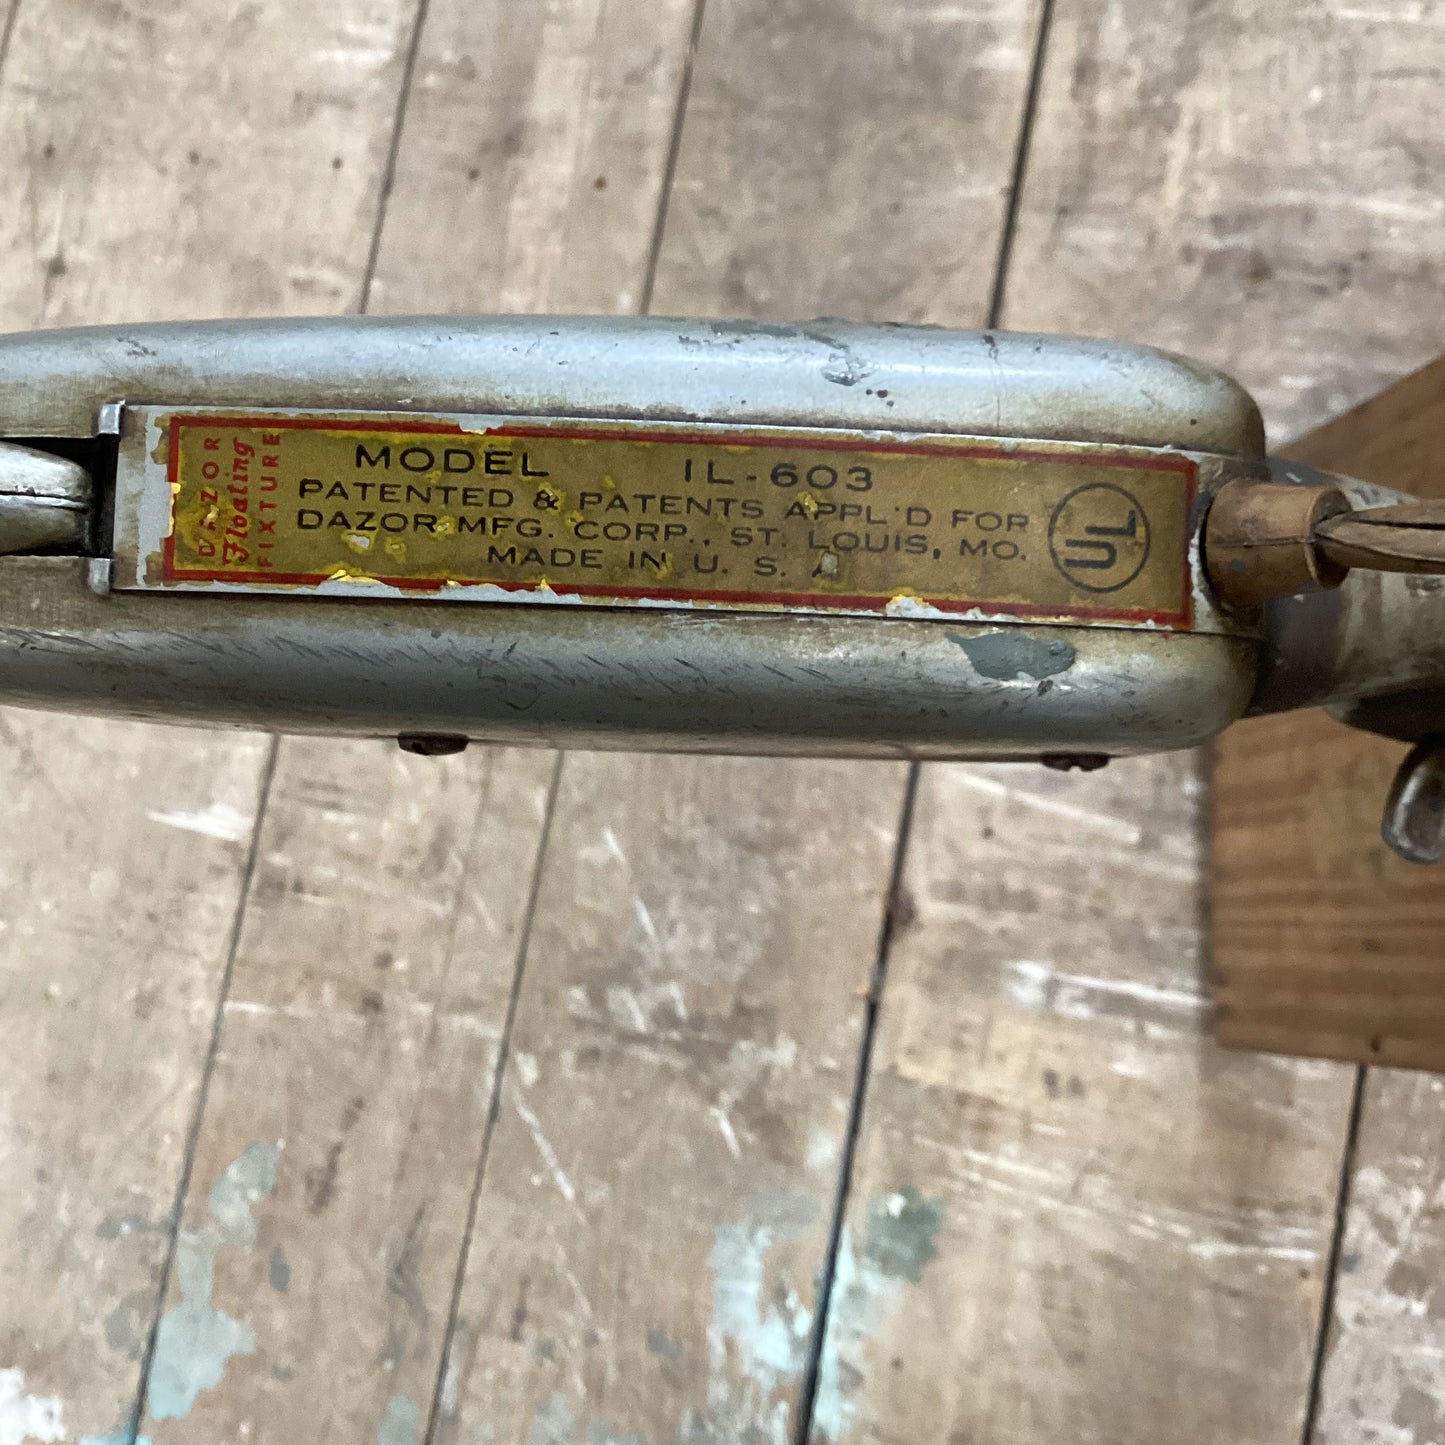 DAZOR
Floating
FIXTURE
MODEL IL-603
PATENTED & PATENTS APPL'D FOR
DAZOR MFG. CORP., ST. LOUIS, MO.
MADE IN U. S. A
UL